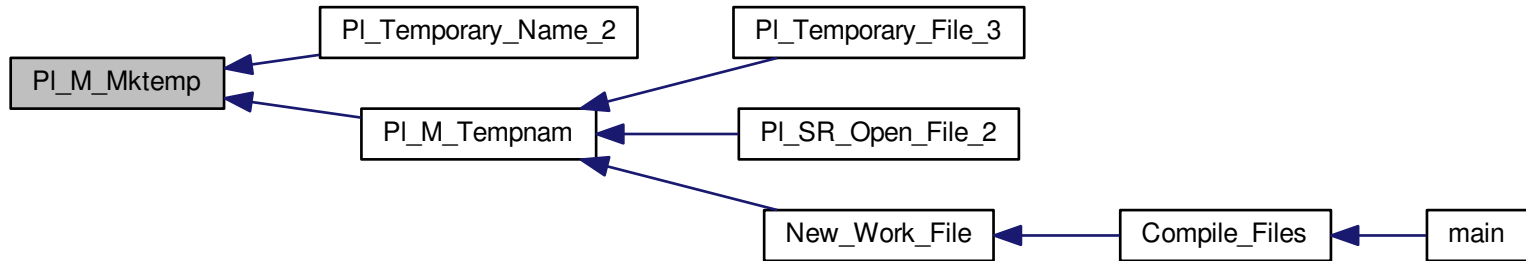 Pl_Temporary_Name_2
Pl_Temporary_File_3
Pl_M_Mktemp
Pl_M_Tempnam
Pl_SR_Open_File_2
New_Work_File
Compile_Files
main